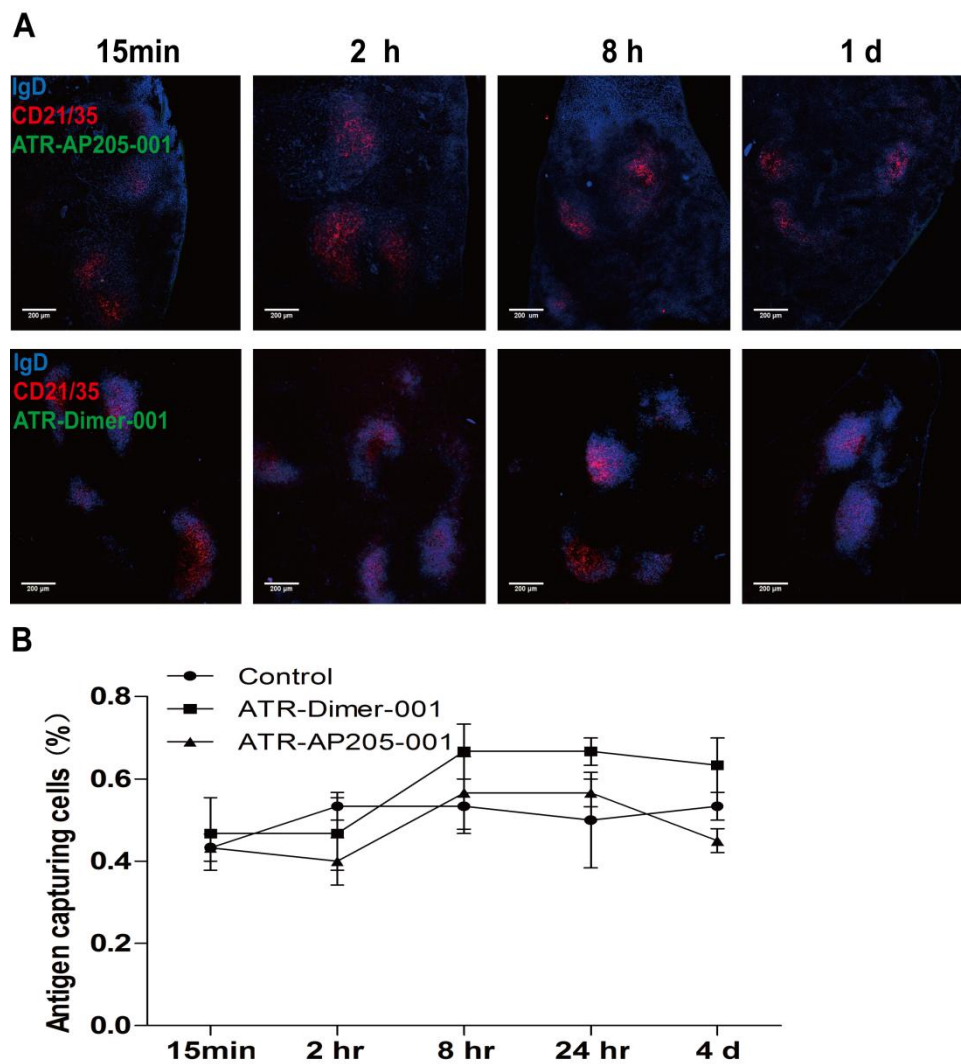 A
15min
2 h
8 h
1 d
IgD
CD21/35
ATR-AP205-001
200 μm
200 μm
200 um
200 μm
IgD
CD21/35
ATR-Dimer-001
200 μm
200 μm
200 μm
200 μm
B
Control
ATR-Dimer-001
ATR-AP205-001
Antigen capturing cells (%)
0.8
0.6
0.4
0.2
0.0
15min
2 hr
8 hr
24 hr
4 d